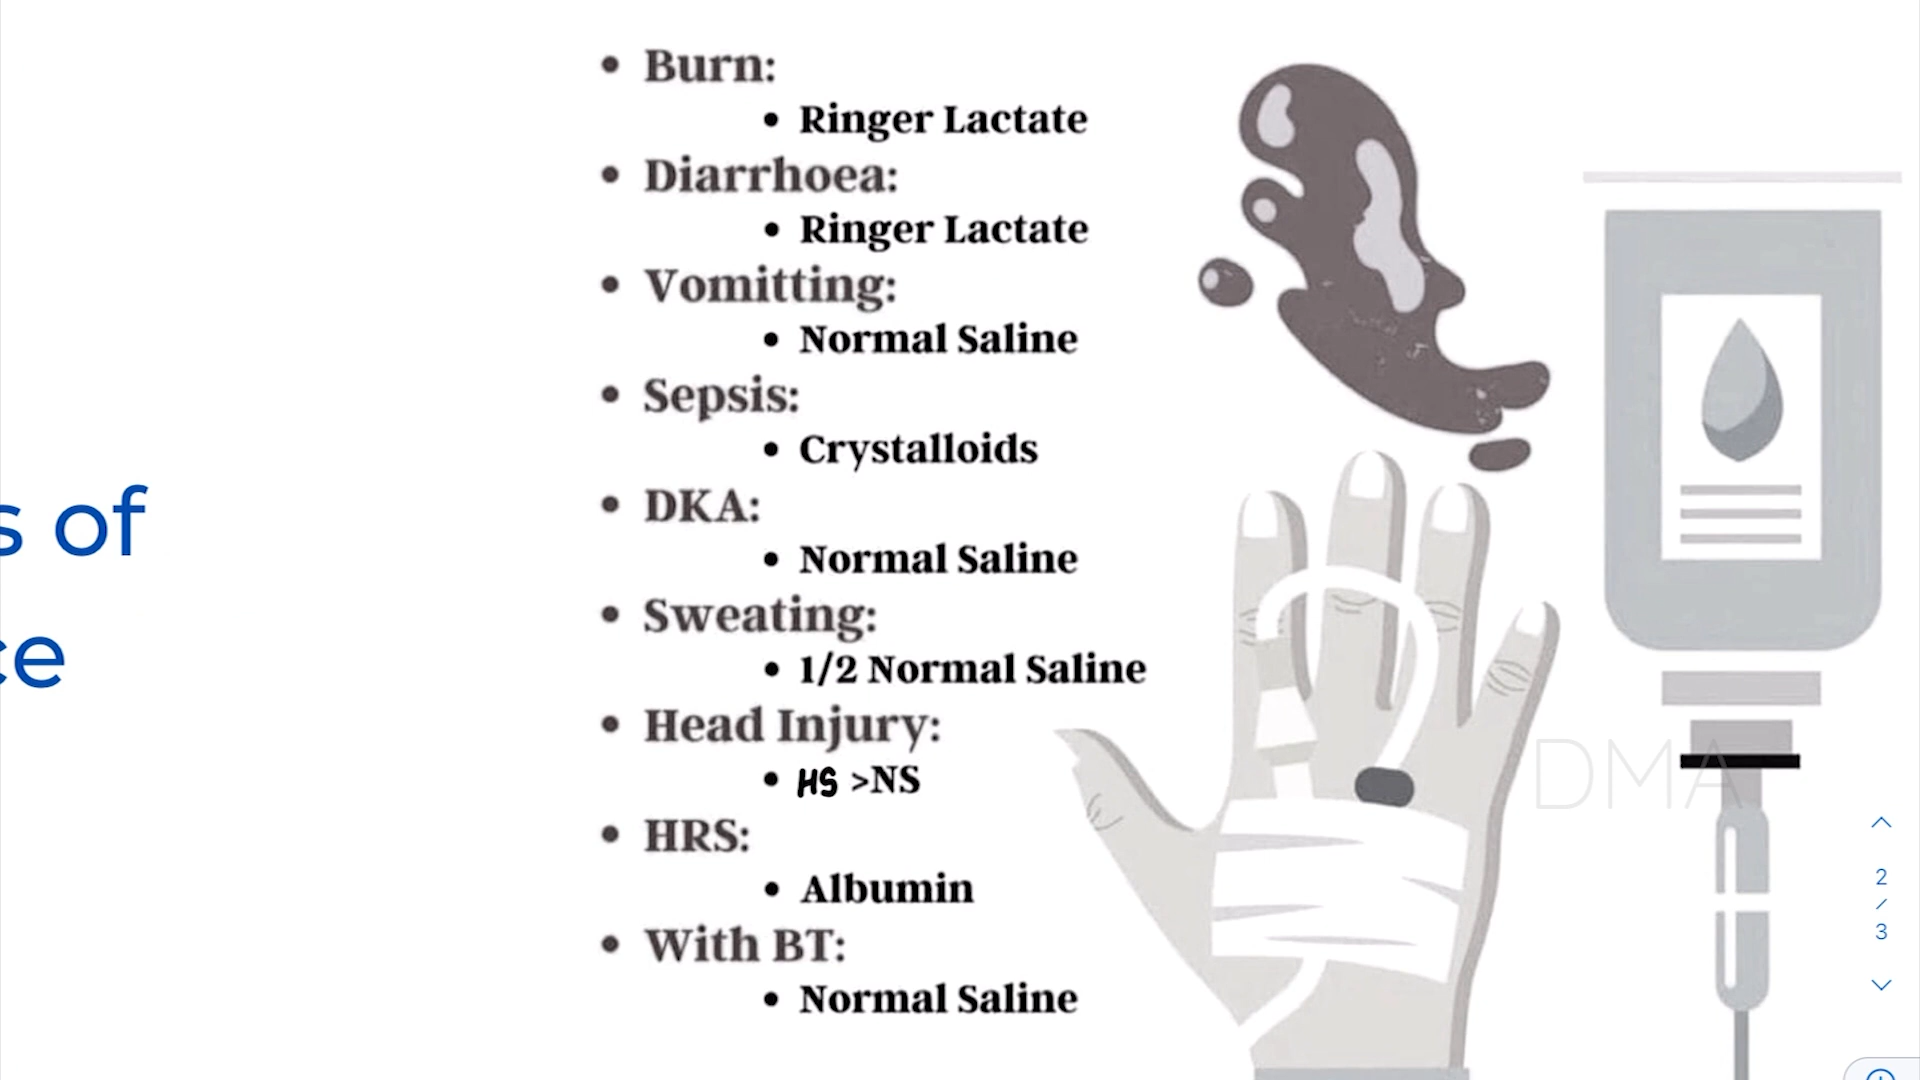 s of
ce
• Burn:
• Ringer Lactate
• Diarrhoea:
• Ringer Lactate
• Vomitting:
• Normal Saline
• Sepsis:
• Crystalloids
• DKA:
• Normal Saline
• Sweating:
• 1/2 Normal Saline
• Head Injury:
• HS >NS
• HRS:
• Albumin
• With BT:
• Normal Saline
DMA
2
/
3